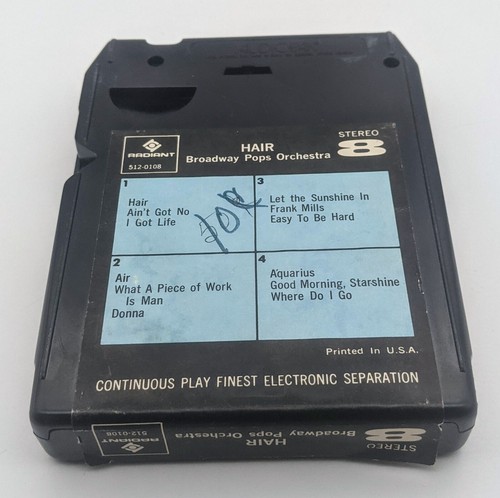 HAIR
Broadway Pops Orchestra
STEREO
8
RADIANT
512-0108
1
Hair
Ain't Got No
I Got Life
3
Let the Sunshine In
Frank Mills
Easy To Be Hard
2
Air
What A Piece of Work
Is Man
Donna
4
Aquarius
Good Morning, Starshine
Where Do I Go
Printed In U.S.A.
CONTINUOUS PLAY FINEST ELECTRONIC SEPARATION
STEREO
8
HAIR
Broadway Pops Orchestra
RADIANT
512-0108